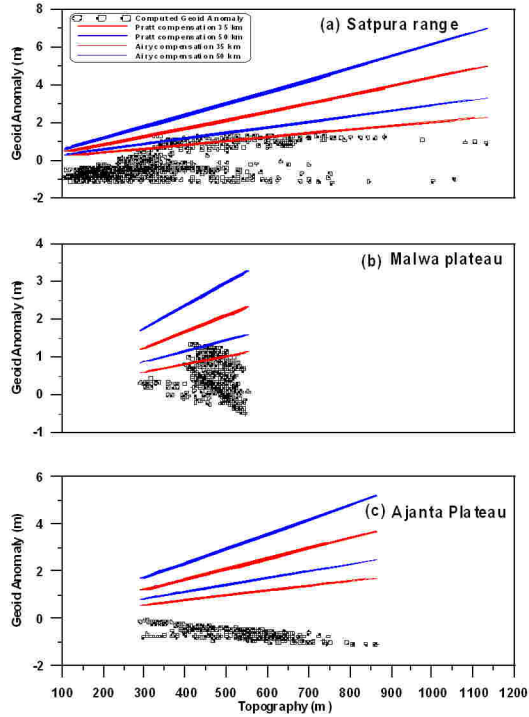 8
6
4
2
0
-2
Geoid Anomaly (m)
Computed Geoid Anomaly
Pratt compensation 35 km
Pratt compensation 50 km
Airy compensation 35 km
Airy compensation 50 km
(a) Satpura range
4
3
2
1
0
-1
Geoid Anomaly (m)
(b) Malwa plateau
6
4
2
0
-2
Geoid Anomaly (m)
(c) Ajanta Plateau
100 200 300 400 500 600 700 800 900 1000 1100 1200
Topography (m)